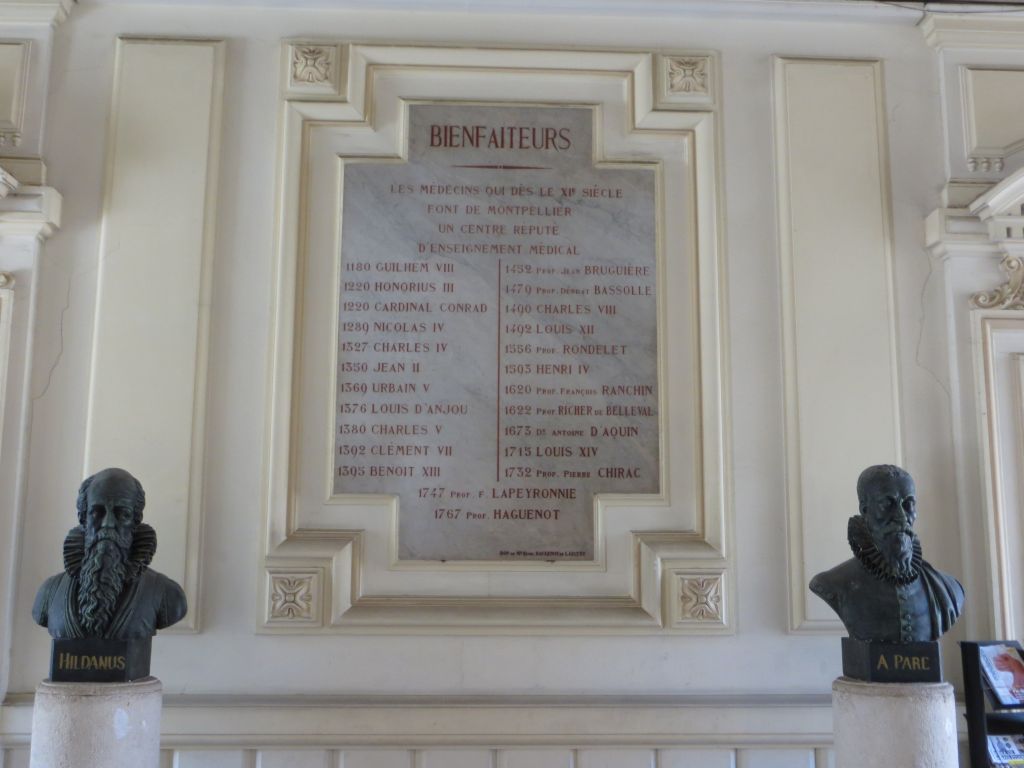 BIENFAITEURS
LES MÉDECINS QUI DÈS LE XIE SIÈCLE
FONT DE MONTPELLIER
UN CENTRE RÉPUTÉ
D'ENSEIGNEMENT MÉDICAL
1180 GUILHEM VIII
1220 HONORIUS III
1220 CARDINAL CONRAD
1289 NICOLAS IV
1327 CHARLES IV
1350 JEAN II
1369 URBAIN V
1376 LOUIS D'ANJOU
1380 CHARLES V
1392 CLÉMENT VII
1395 BENOIT XIII
1452 PROF. JEAN BRUGUIÈRE
1479 PROF. DÉODAT BASSOLLE
1490 CHARLES VIII
1492 LOUIS XII
1556 PROF. RONDELET
1593 HENRI IV
1620 PROF. FRANÇOIS RANCHIN
1622 PROF RICHER DE BELLEVAL
1673 DR ANTOINE D'AQUIN
1715 LOUIS XIV
1732 PROF. PIERRE CHIRAC
1747 PROF. F. LAPEYRONNIE
1767 PROF. HAGUENOT
HILDANUS
A PARÉ